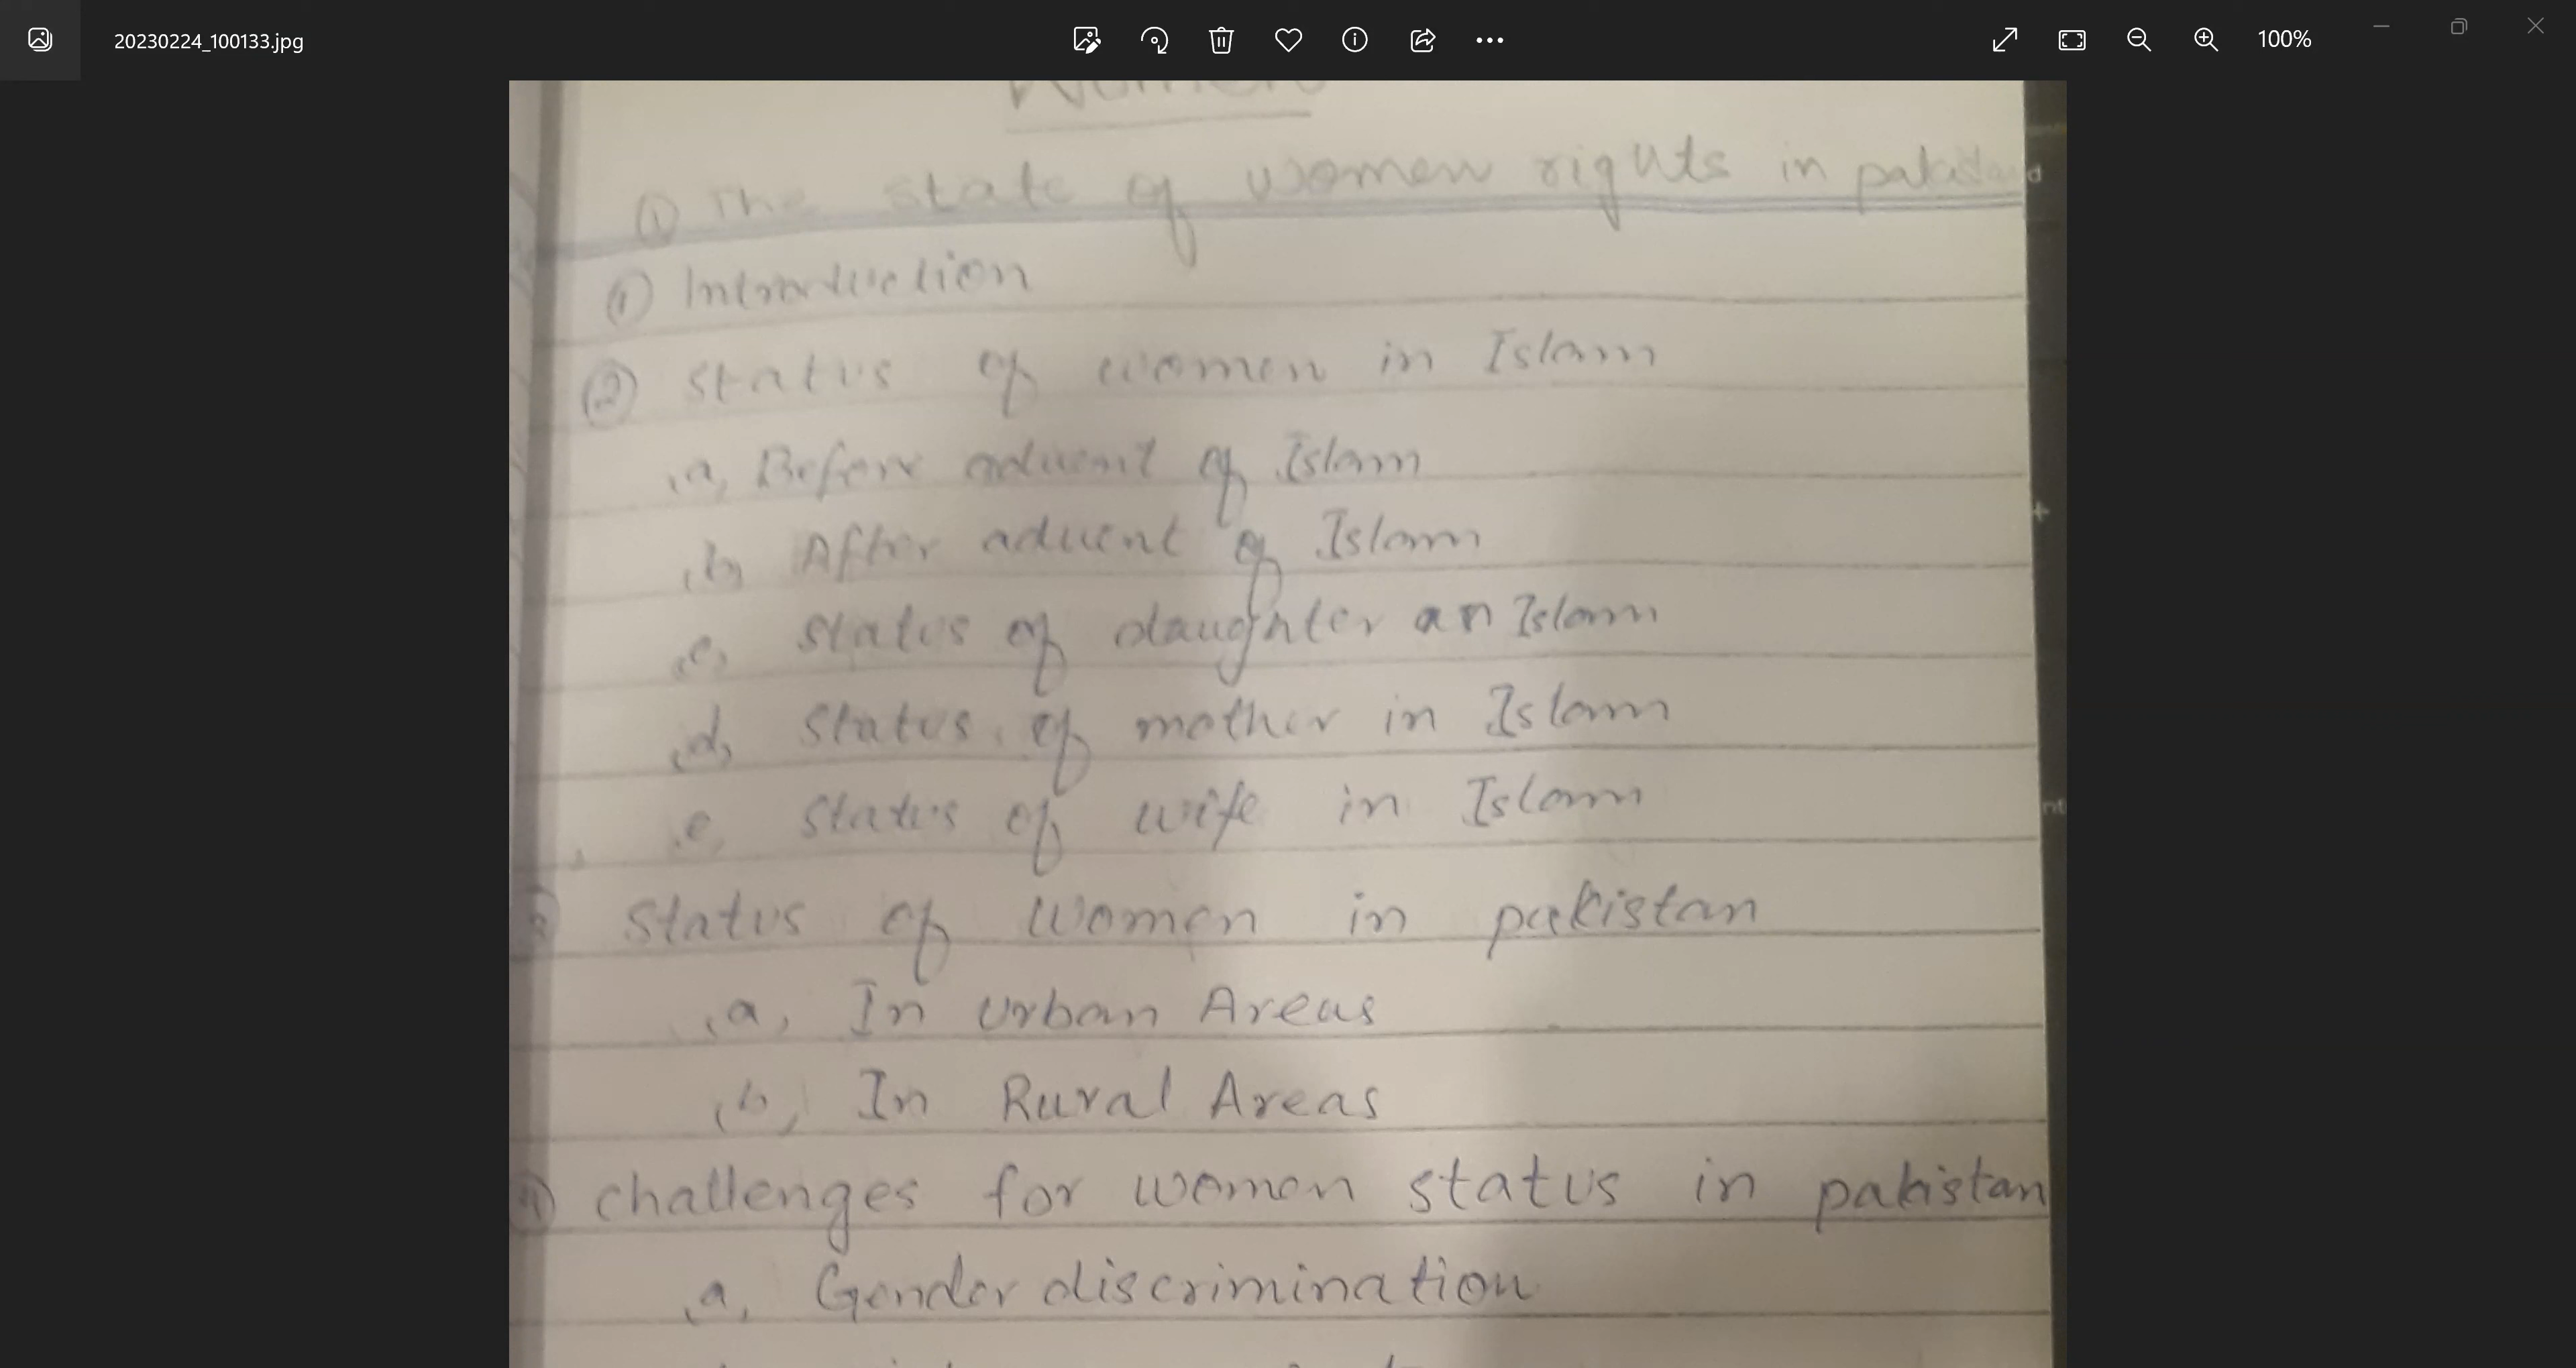 20230224_100133.jpg
100%
Women
① The state of women rights in pakistan
① Introduction
② Status of women in Islam
(a) Before advent of Islam
(b) After advent of Islam
(c) Status of daughter an Islam
(d) Status of mother in Islam
(e) Status of wife in Islam
Status of women in pakistan
(a) In Urban Areas
(b) In Rural Areas
④ Challenges for women status in pakistan
(a) Gender discrimination